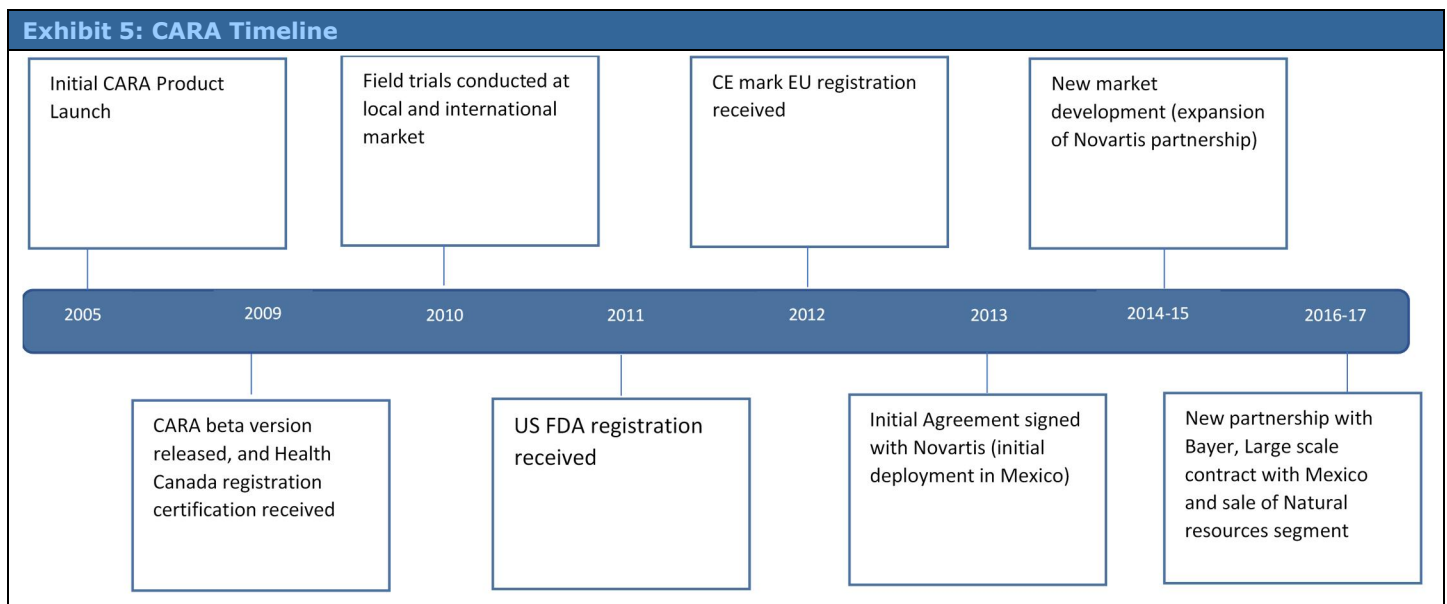 Exhibit 5: CARA Timeline
Initial CARA Product
Launch
Field trials conducted at
local and international
market
CE mark EU registration
received
New market
development (expansion
of Novartis partnership)
2005
2009
2010
2011
2012
2013
2014-15
2016-17
CARA beta version
released, and Health
Canada registration
certification received
US FDA registration
received
Initial Agreement signed
with Novartis (initial
deployment in Mexico)
New partnership with
Bayer, Large scale
contract with Mexico
and sale of Natural
resources segment